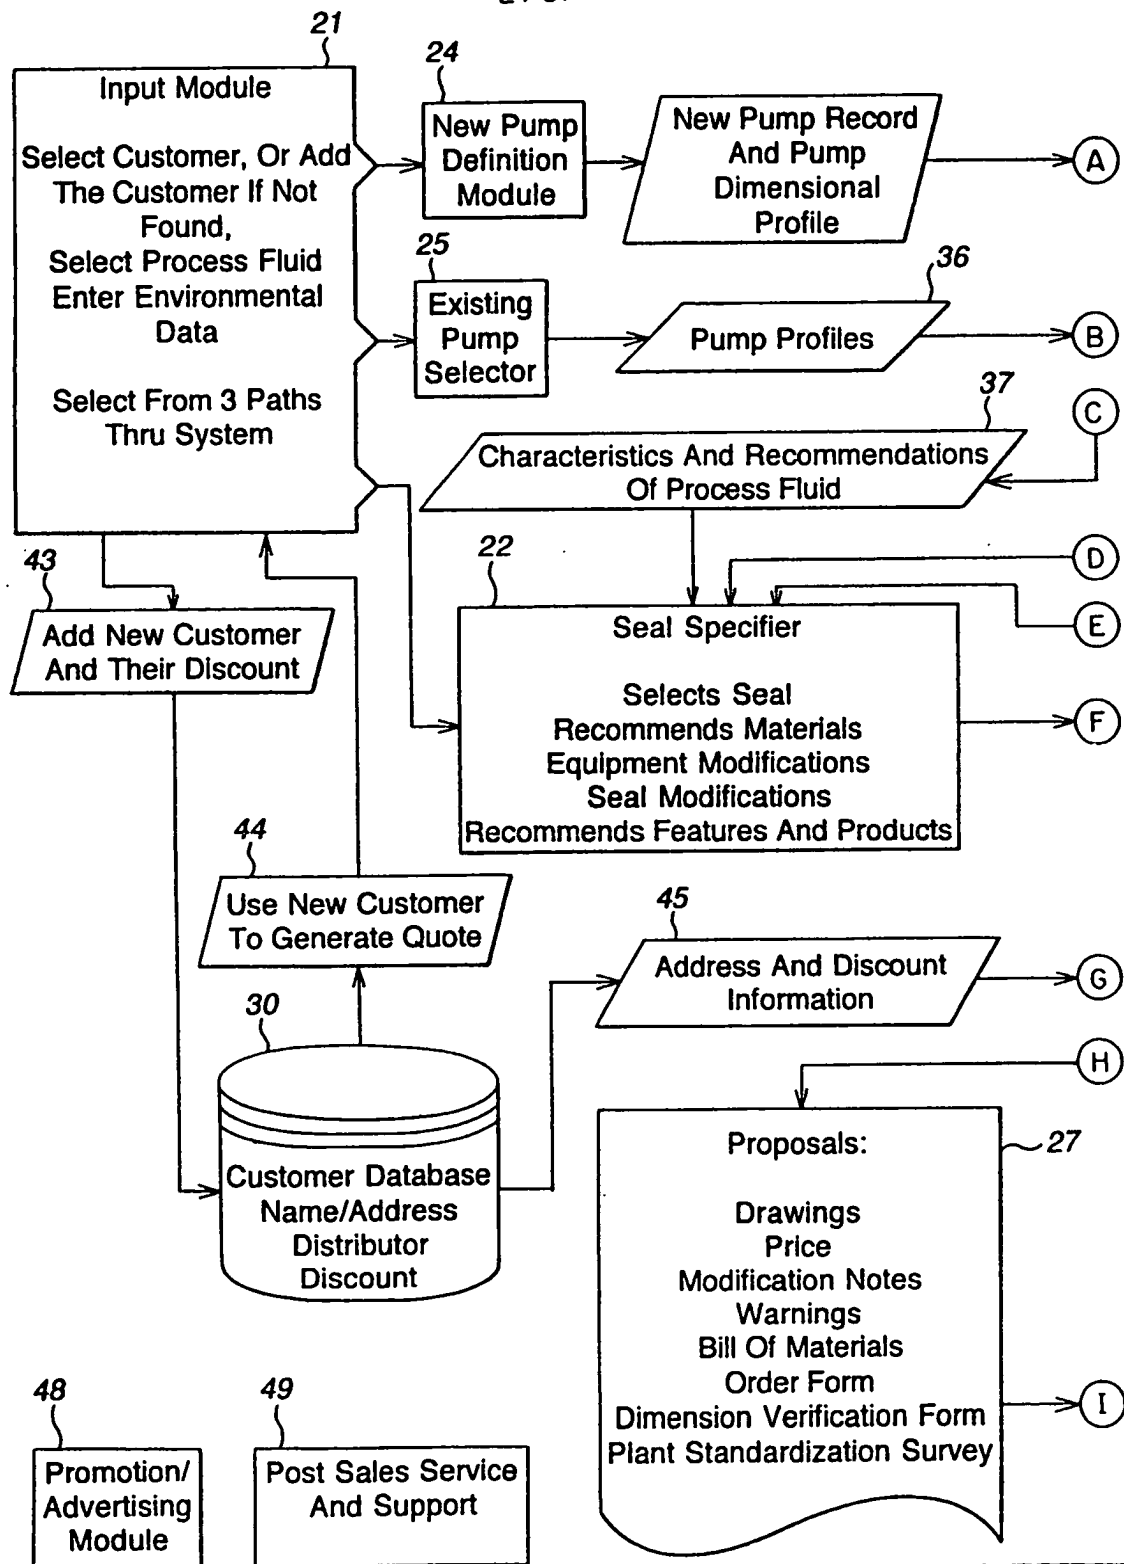 21
Input Module
Select Customer, Or Add
The Customer If Not
Found,
Select Process Fluid
Enter Environmental
Data
Select From 3 Paths
Thru System
24
New Pump
Definition
Module
New Pump Record
And Pump
Dimensional
Profile
A
25
Existing
Pump
Selector
36
Pump Profiles
B
C
37
Characteristics And Recommendations
Of Process Fluid
D
E
22
Seal Specifier
Selects Seal
Recommends Materials
Equipment Modifications
Seal Modifications
Recommends Features And Products
F
43
Add New Customer
And Their Discount
44
Use New Customer
To Generate Quote
45
Address And Discount
Information
G
30
Customer Database
Name/Address
Distributor
Discount
H
27
Proposals:
Drawings
Price
Modification Notes
Warnings
Bill Of Materials
Order Form
Dimension Verification Form
Plant Standardization Survey
I
48
Promotion/
Advertising
Module
49
Post Sales Service
And Support